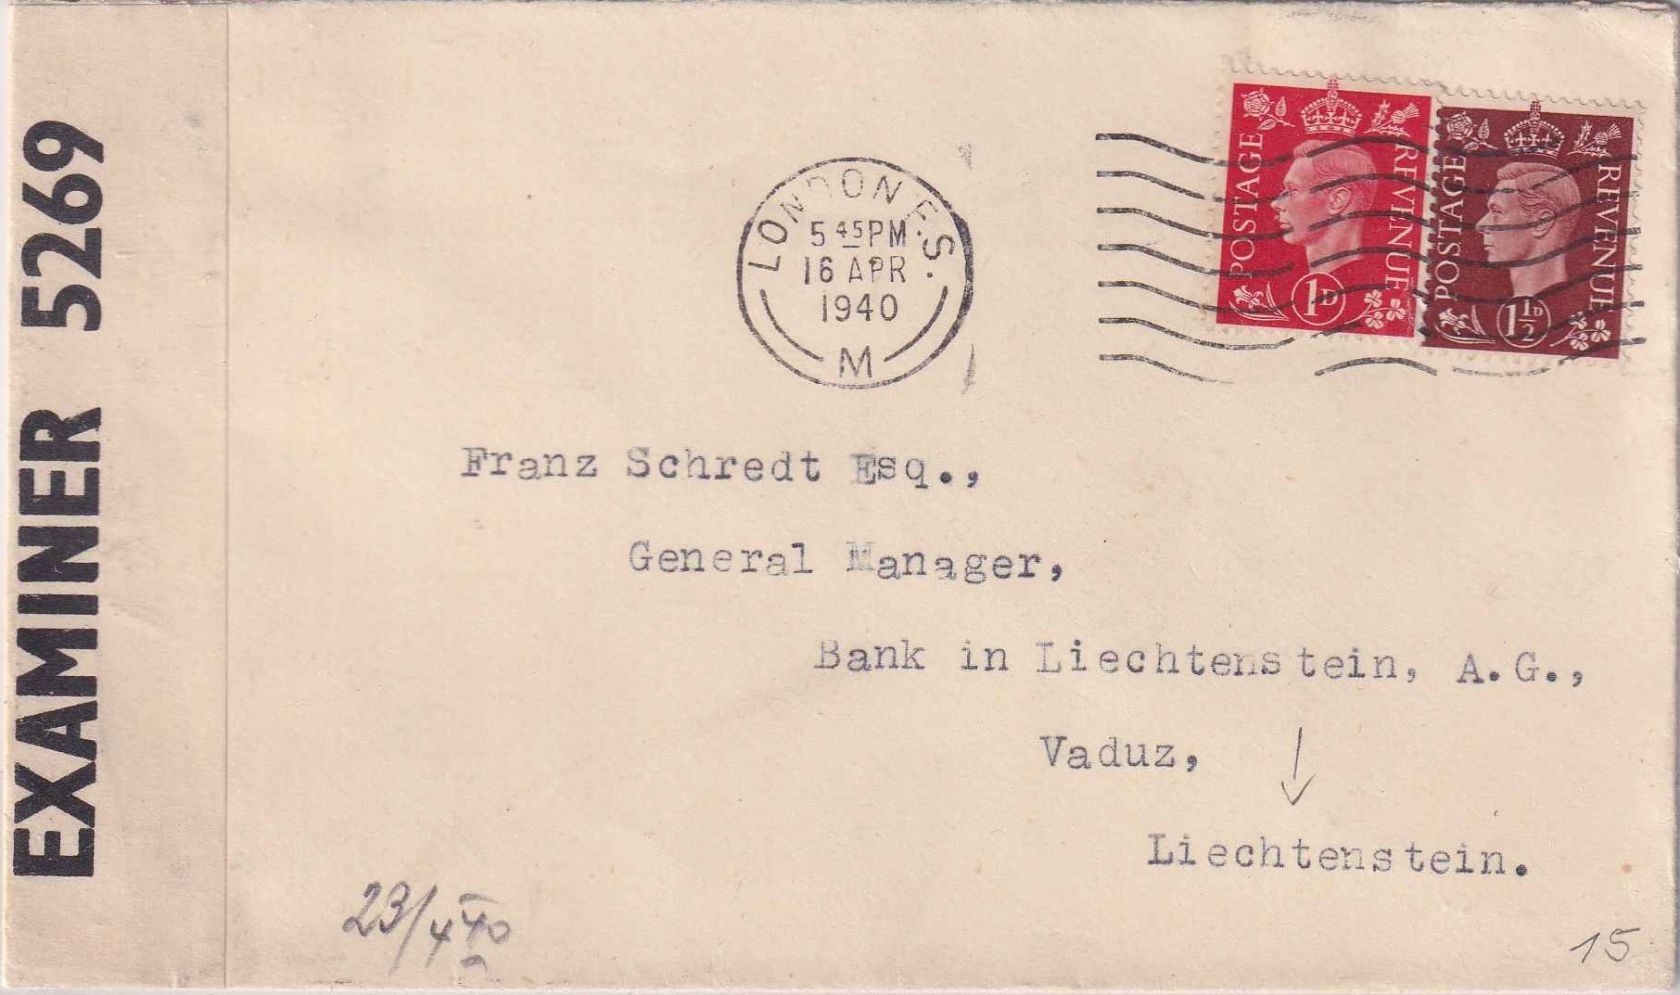 EXAMINER 5269
LONDON F.S.
5 45 PM
16 APR
1940
M
POSTAGE REVENUE
1D
POSTAGE REVENUE
1½D
Franz Schredt Esq.,
General Manager,
Bank in Liechtenstein, A.G.,
Vaduz,
Liechtenstein.
23/4 40
15